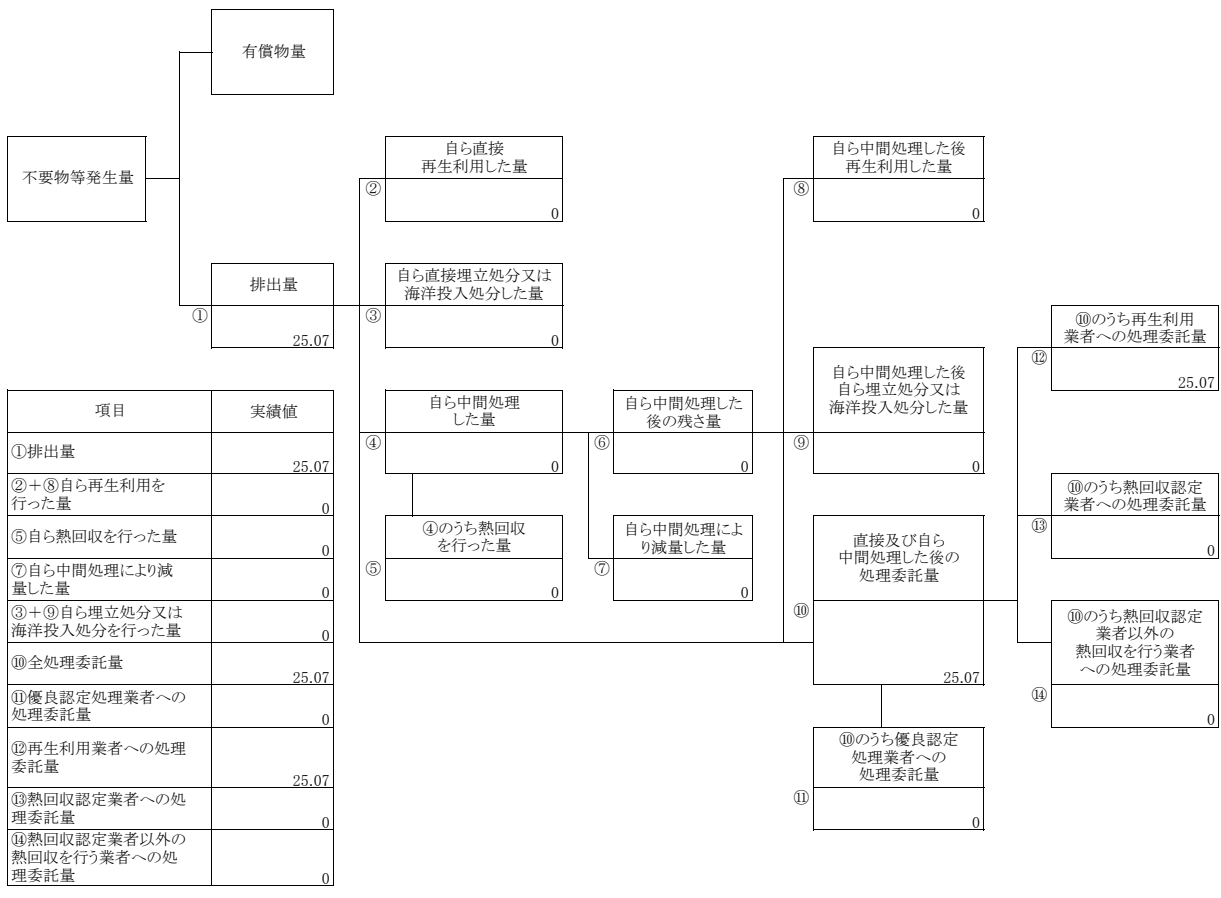 有償物量
不要物等発生量
排出量
①
25.07
自ら直接
再生利用した量
②
0
自ら直接埋立処分又は
海洋投入処分した量
③
0
自ら中間処理
した量
④
0
④のうち熱回収
を行った量
⑤
0
自ら中間処理した
後の残さ量
⑥
0
自ら中間処理によ
り減量した量
⑦
0
自ら中間処理した後
再生利用した量
⑧
0
自ら中間処理した後
自ら埋立処分又は
海洋投入処分した量
⑨
0
直接及び自ら
中間処理した後の
処理委託量
⑩
25.07
⑩のうち優良認定
処理業者への
処理委託量
⑪
0
⑩のうち再生利用
業者への処理委託量
⑫
25.07
⑩のうち熱回収認定
業者への処理委託量
⑬
0
⑩のうち熱回収認定
業者以外の
熱回収を行う業者
への処理委託量
⑭
0
項目 実績値
①排出量
25.07
②＋⑧自ら再生利用を
行った量
0
⑤自ら熱回収を行った量
0
⑦自ら中間処理により減
量した量
0
③＋⑨自ら埋立処分又は
海洋投入処分を行った量
0
⑩全処理委託量
25.07
⑪優良認定処理業者への
処理委託量
0
⑫再生利用業者への処理
委託量
25.07
⑬熱回収認定業者への処
理委託量
0
⑭熱回収認定業者以外の
熱回収を行う業者への処
理委託量
0